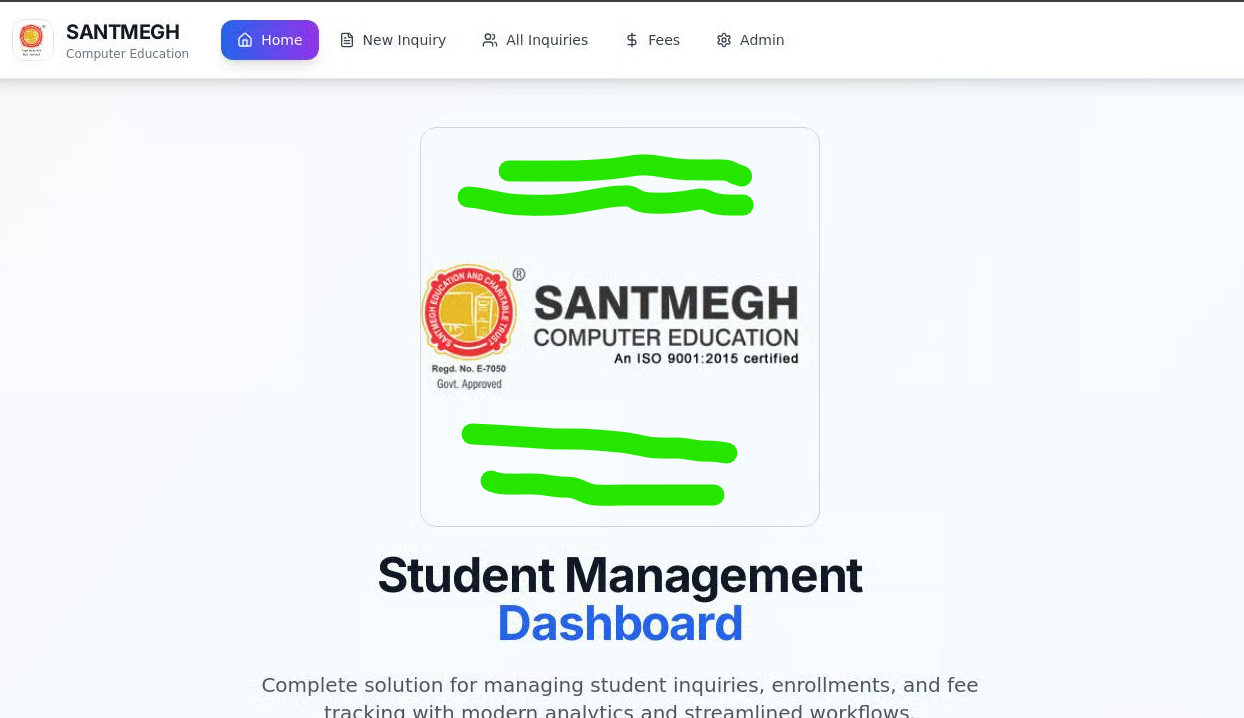 SANTMEGH
Computer Education
Home
New Inquiry
All Inquiries
Fees
Admin
SANTMEGH EDUCATION AND CHARITABLE TRUST
®
SANTMEGH
COMPUTER EDUCATION
An ISO 9001:2015 certified
Regd. No. E-7050
Govt. Approved
Student Management
Dashboard
Complete solution for managing student inquiries, enrollments, and fee
tracking with modern analytics and streamlined workflows.